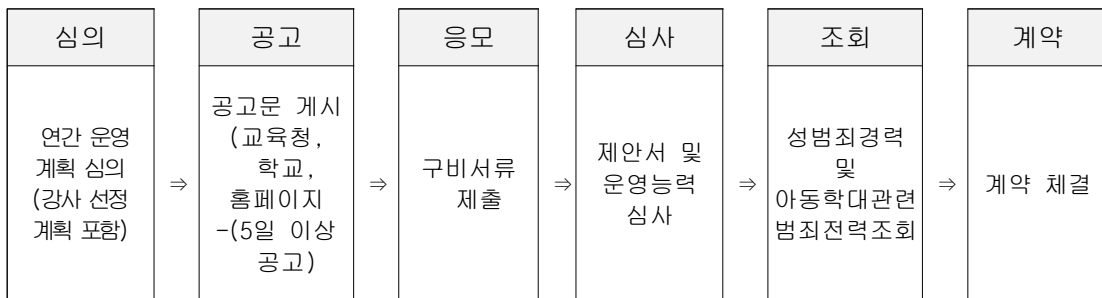 심의
연간 운영
계획 심의
(강사 선정
계획 포함)
⇒
공고
공고문 게시
(교육청,
학교,
홈페이지
-(5일 이상
공고)
⇒
응모
구비서류
제출
⇒
심사
제안서 및
운영능력
심사
⇒
조회
성범죄경력
및
아동학대관련
범죄전력조회
⇒
계약
계약 체결